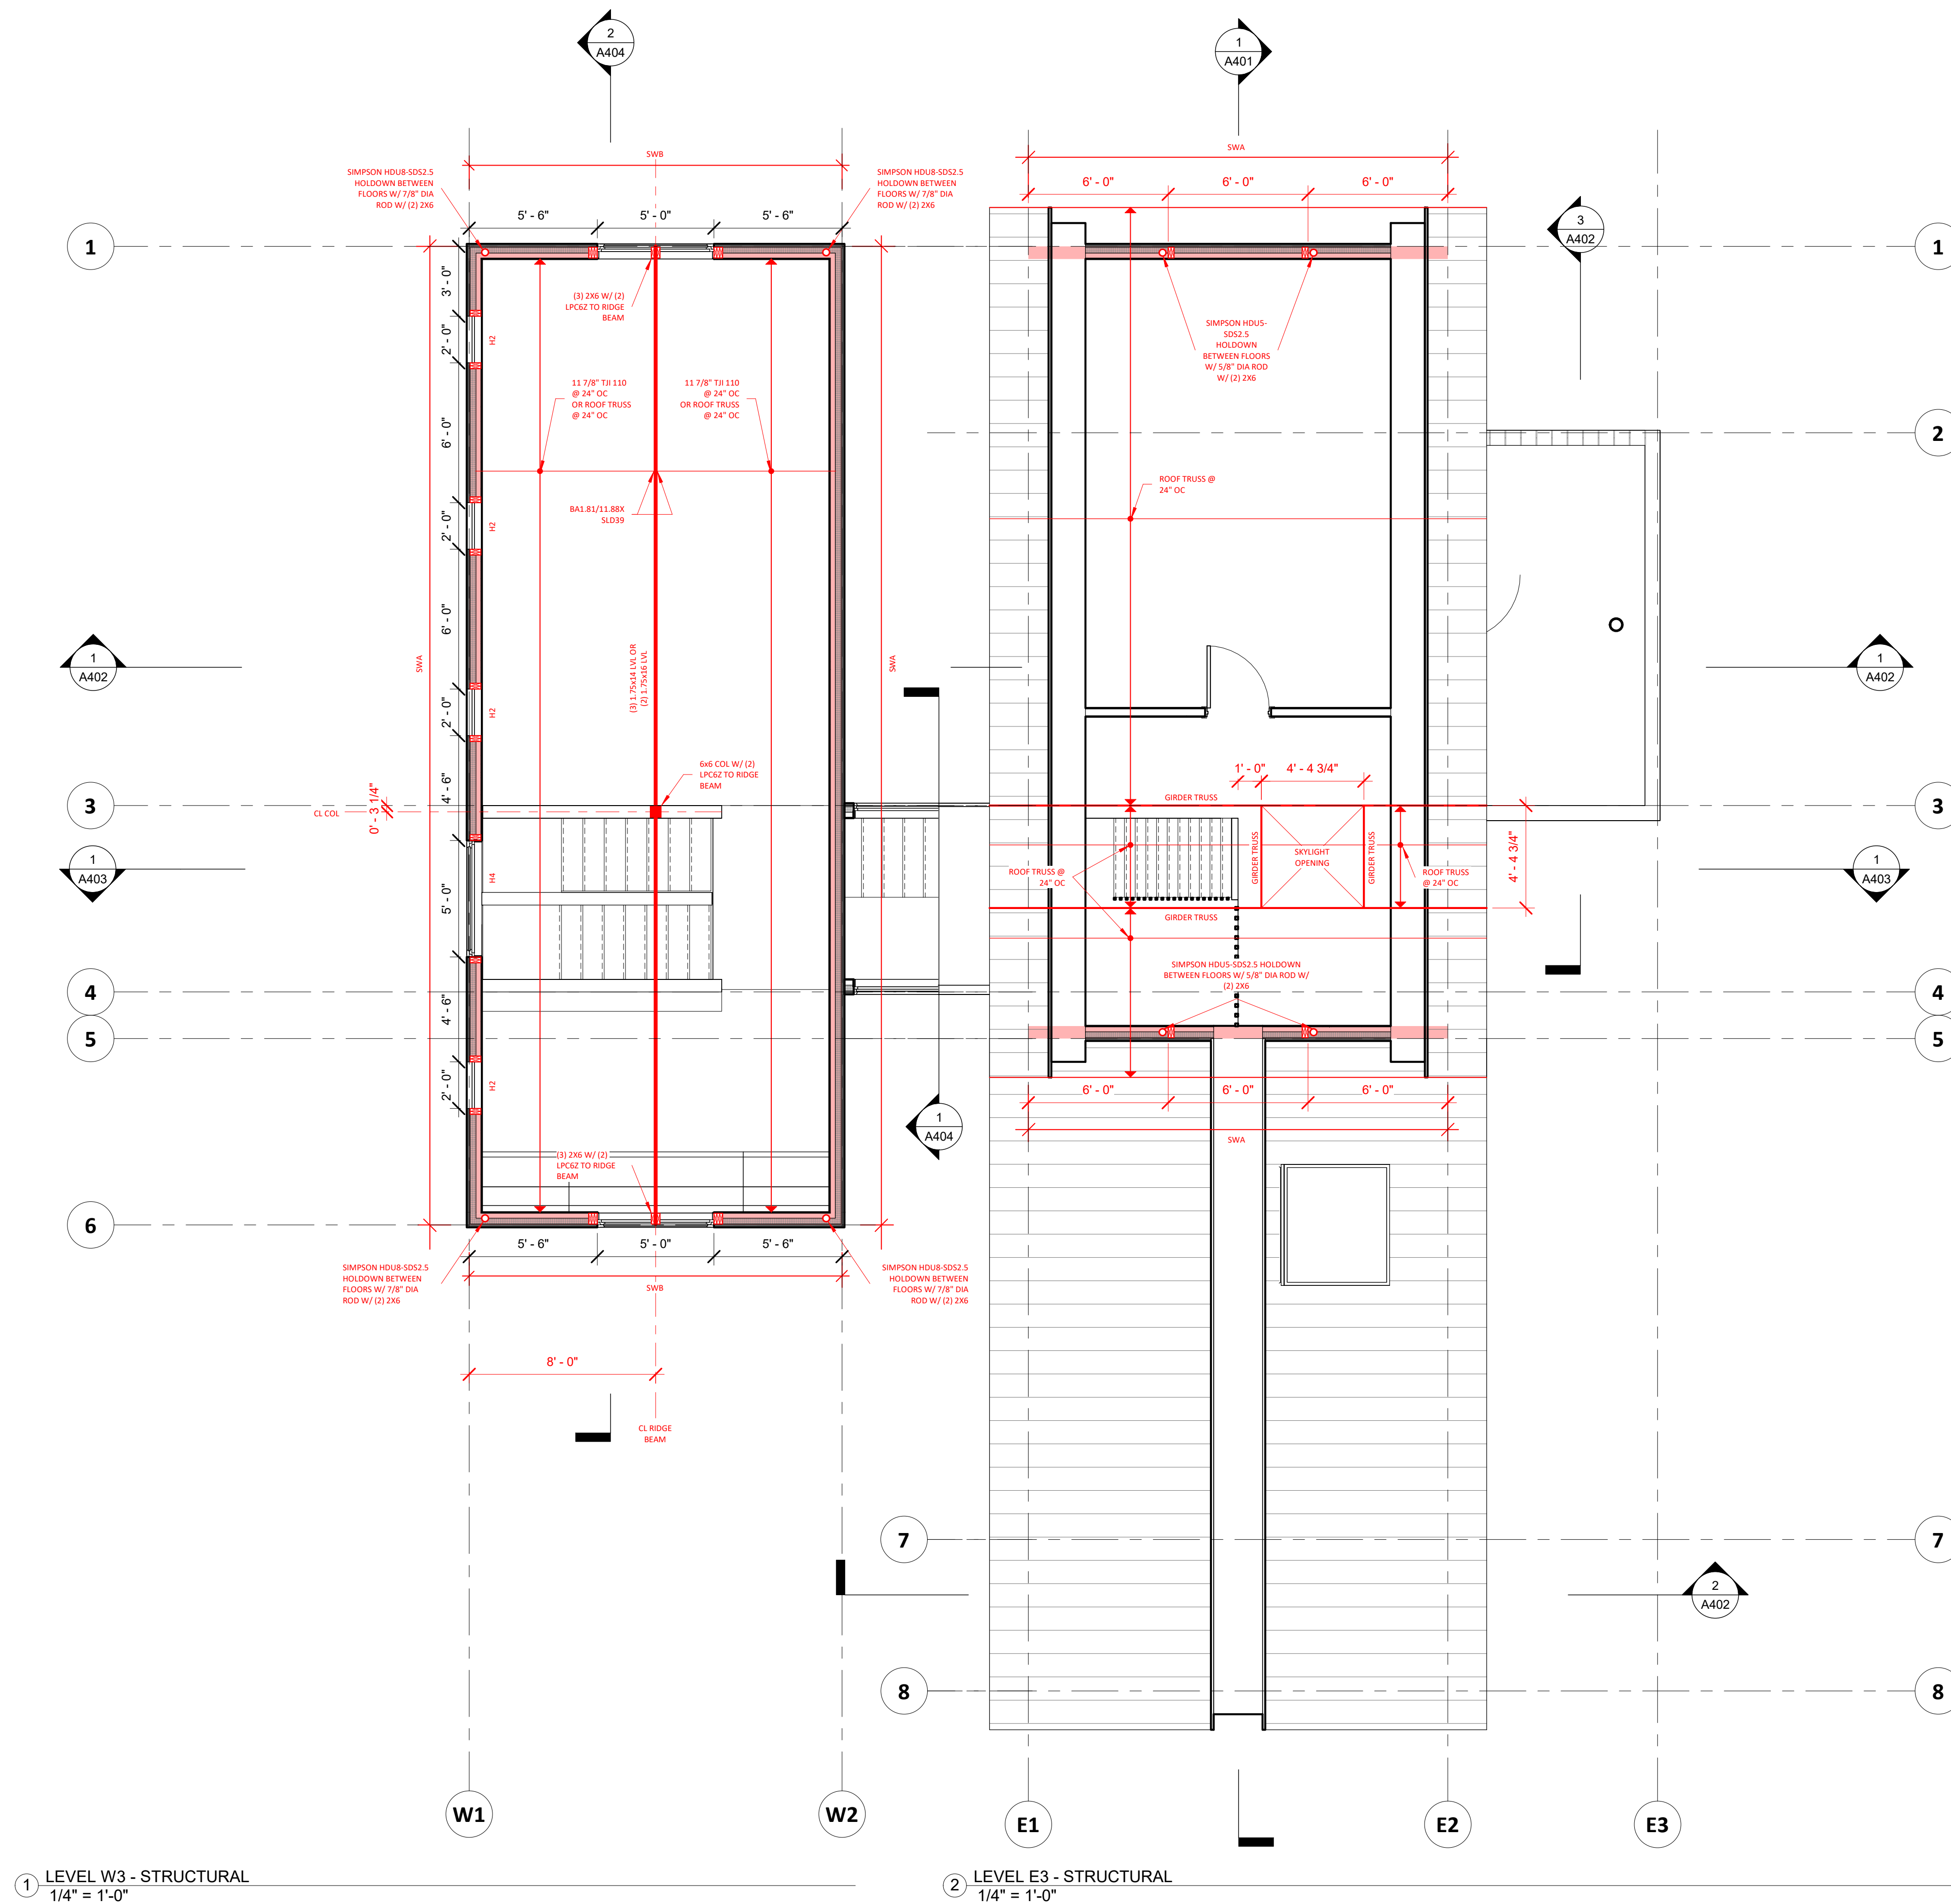 2
A404
1
A401
SWB
SWA
SIMPSON HDU8-SDS2.5
HOLDOWN BETWEEN
FLOORS W/ 7/8" DIA
ROD W/ (2) 2X6
SIMPSON HDU8-SDS2.5
HOLDOWN BETWEEN
FLOORS W/ 7/8" DIA
ROD W/ (2) 2X6
6' - 0"
6' - 0"
6' - 0"
5' - 6"
5' - 0"
5' - 6"
3
A402
1
1
3' - 0"
2' - 0"
6' - 0"
2' - 0"
6' - 0"
2' - 0"
4' - 6"
5' - 0"
4' - 6"
2' - 0"
H2
H2
H2
H4
H2
(3) 2X6 W/ (2)
LPC6Z TO RIDGE
BEAM
SIMPSON HDU5-
SDS2.5
HOLDOWN
BETWEEN FLOORS
W/ 5/8" DIA ROD
W/ (2) 2X6
11 7/8" TJI 110
@ 24" OC
OR ROOF TRUSS
@ 24" OC
11 7/8" TJI 110
@ 24" OC
OR ROOF TRUSS
@ 24" OC
2
BA1.81/11.88X
SLD39
ROOF TRUSS @
24" OC
SWA
(3) 1.75x14 LVL OR
(2) 1.75x16 LVL
SWA
1
A402
1
A402
6x6 COL W/ (2)
LPC6Z TO RIDGE
BEAM
1' - 0"
4' - 4 3/4"
3
CL COL
0' - 3 1/4"
GIRDER TRUSS
3
1
A403
ROOF TRUSS @
24" OC
GIRDER TRUSS
SKYLIGHT
OPENING
GIRDER TRUSS
ROOF TRUSS
@ 24" OC
4' - 4 3/4"
1
A403
GIRDER TRUSS
SIMPSON HDU5-SDS2.5 HOLDOWN
BETWEEN FLOORS W/ 5/8" DIA ROD W/
(2) 2X6
4
4
5
5
6' - 0"
6' - 0"
6' - 0"
1
A404
SWA
(3) 2X6 W/ (2)
LPC6Z TO RIDGE
BEAM
6
5' - 6"
5' - 0"
5' - 6"
SIMPSON HDU8-SDS2.5
HOLDOWN BETWEEN
FLOORS W/ 7/8" DIA
ROD W/ (2) 2X6
SWB
SIMPSON HDU8-SDS2.5
HOLDOWN BETWEEN
FLOORS W/ 7/8" DIA
ROD W/ (2) 2X6
8' - 0"
CL RIDGE
BEAM
7
7
2
A402
8
8
W1
W2
E1
E2
E3
1
LEVEL W3 - STRUCTURAL
1/4" = 1'-0"
2
LEVEL E3 - STRUCTURAL
1/4" = 1'-0"